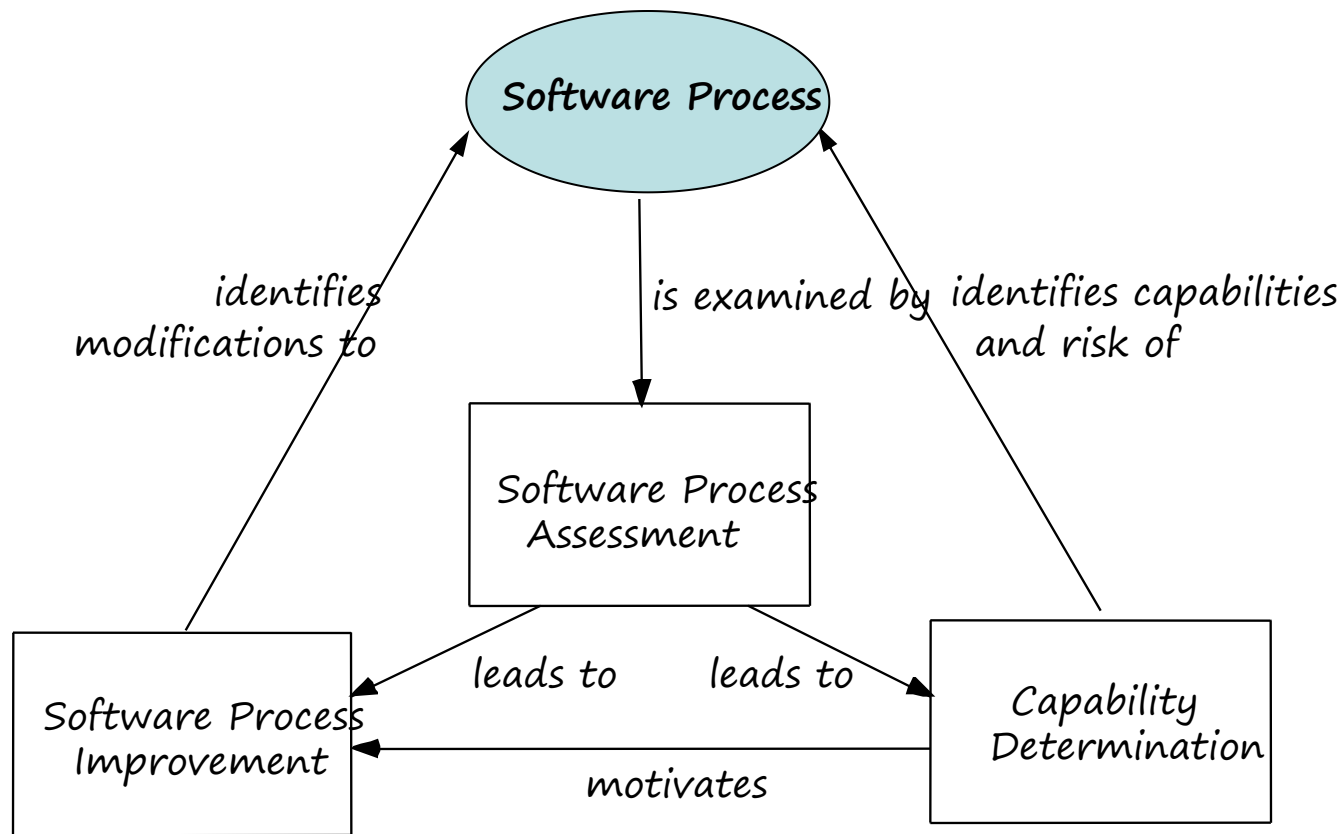 Software Process
identifies
modifications to
is examined by
identifies capabilities
and risk of
Software Process
Assessment
leads to
leads to
Software Process
Improvement
Capability
Determination
motivates